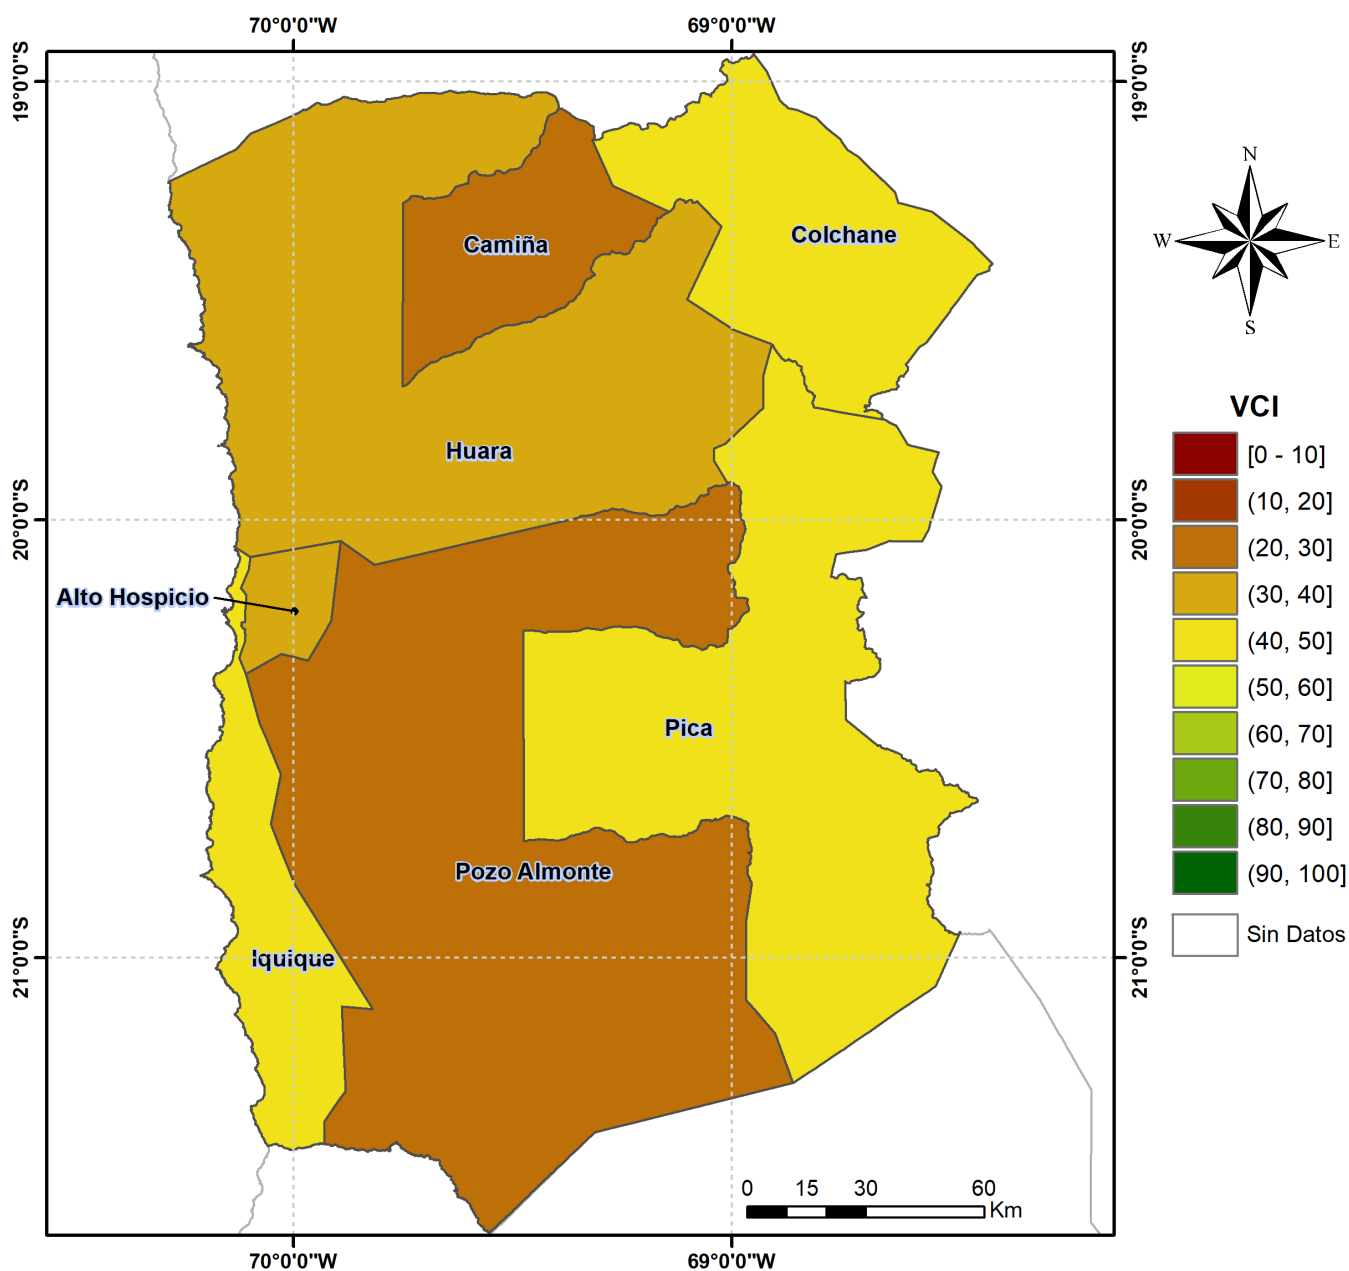 70°0'0"W
69°0'0"W
19°0'0"S
19°0'0"S
N
W
E
S
Camiña
Colchane
Huara
20°0'0"S
20°0'0"S
Alto Hospicio
Pica
Pozo Almonte
Iquique
21°0'0"S
21°0'0"S
VCI
[0 - 10]
(10, 20]
(20, 30]
(30, 40]
(40, 50]
(50, 60]
(60, 70]
(70, 80]
(80, 90]
(90, 100]
Sin Datos
0 15 30 60
Km
70°0'0"W
69°0'0"W